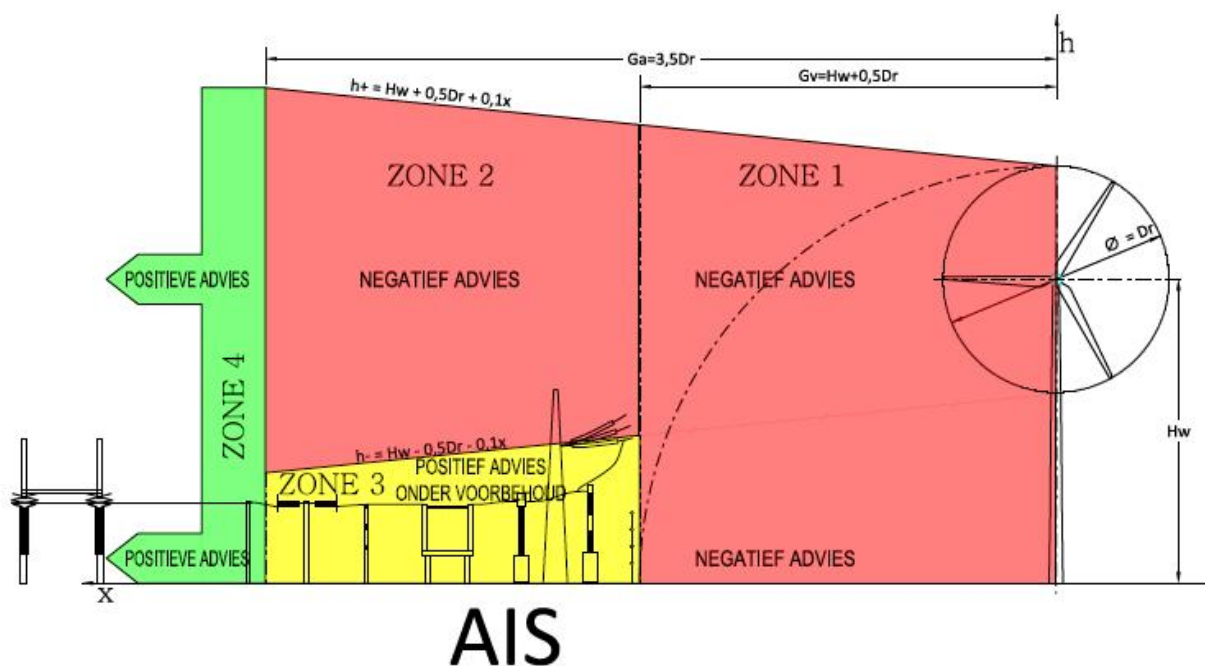 h
Ga=3,5Dr
Gv=Hw+0,5Dr
h+ = Hw + 0,5Dr + 0,1x
ZONE 2
ZONE 1
Ø = Dr
POSITIEVE ADVIES
NEGATIEF ADVIES
NEGATIEF ADVIES
ZONE 4
Hw
h- = Hw - 0,5Dr - 0,1x
POSITIEF ADVIES
ZONE 3
ONDER VOORBEHOUD
POSITIEVE ADVIES
NEGATIEF ADVIES
x
AIS